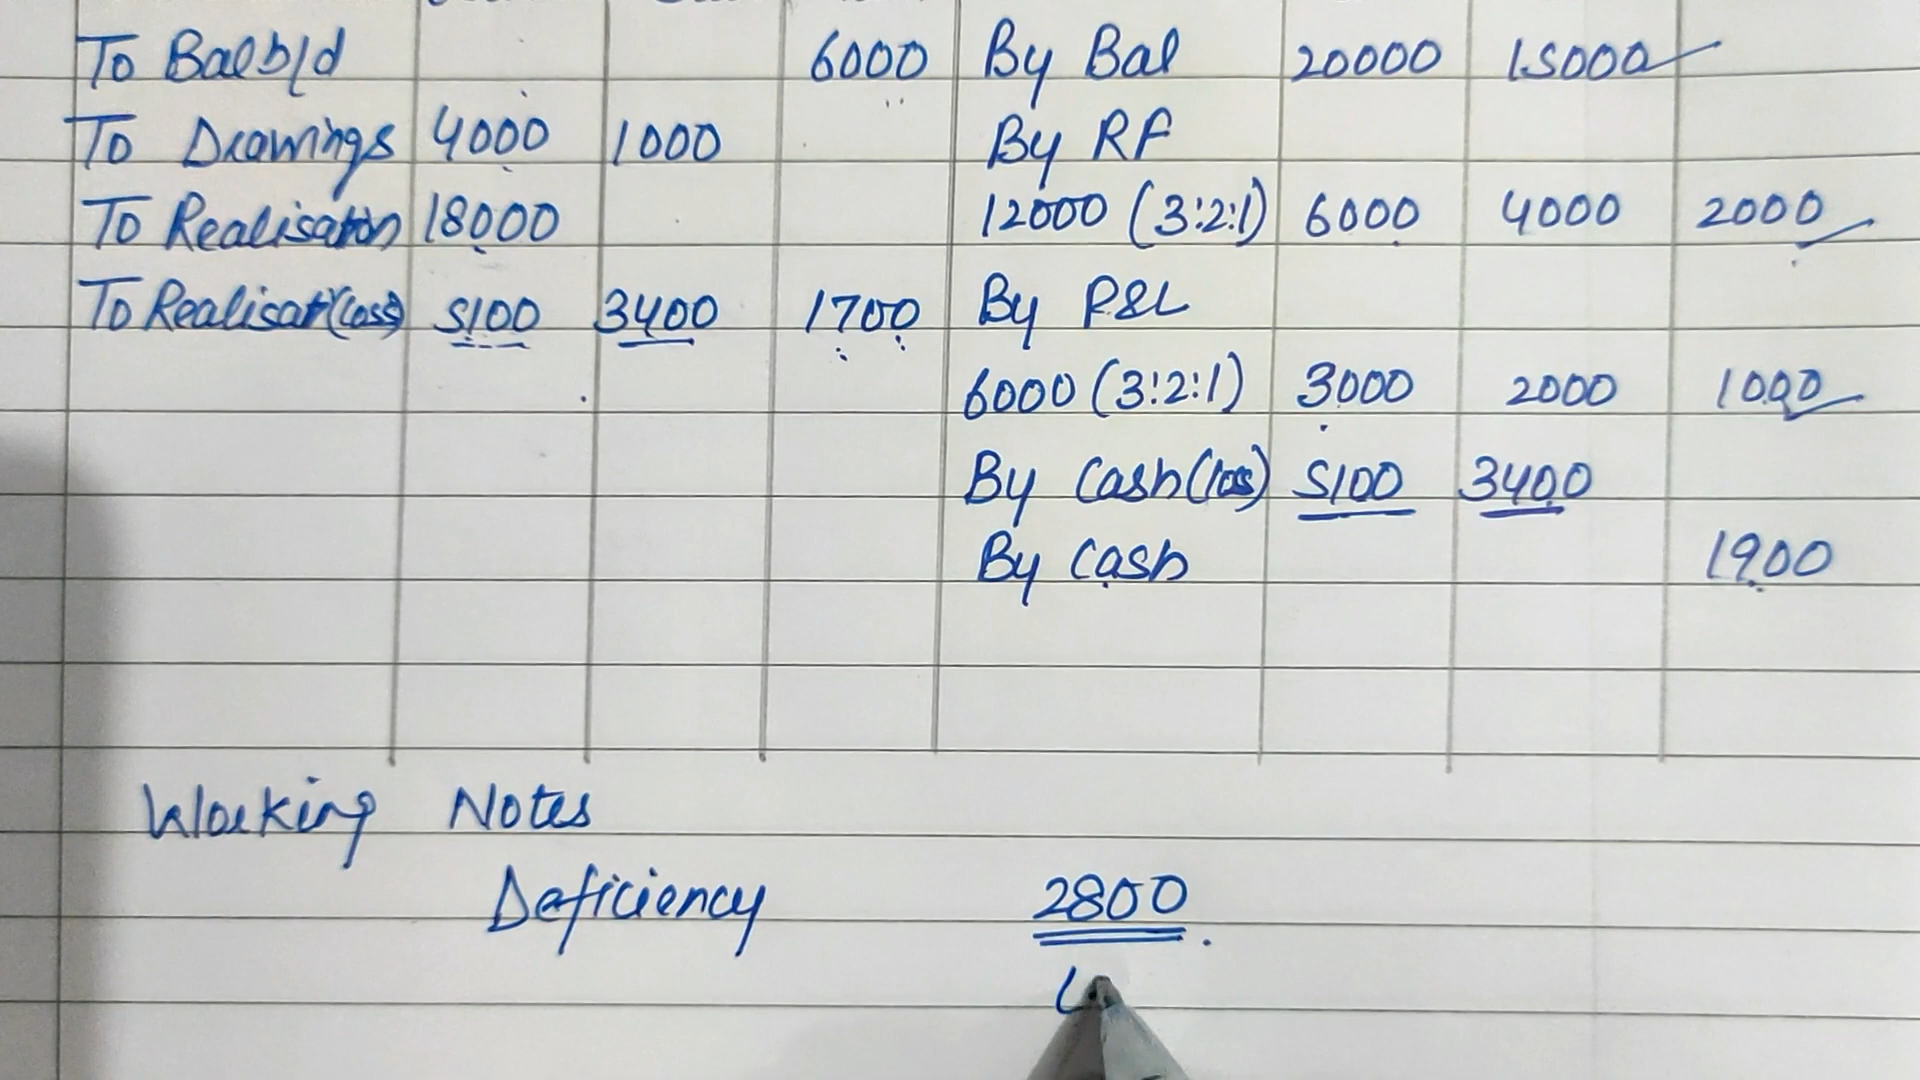 To Bal b/d 6000 By Bal 20000 15000
To Drawings 4000 1000 By RF
To Realisation 18000 12000 (3:2:1) 6000 4000 2000
To Realisat(loss) 5100 3400 1700 By P&L
6000 (3:2:1) 3000 2000 1000
By Cash (los) 5100 3400
By Cash 1900
Working Notes
Deficiency 2800
(